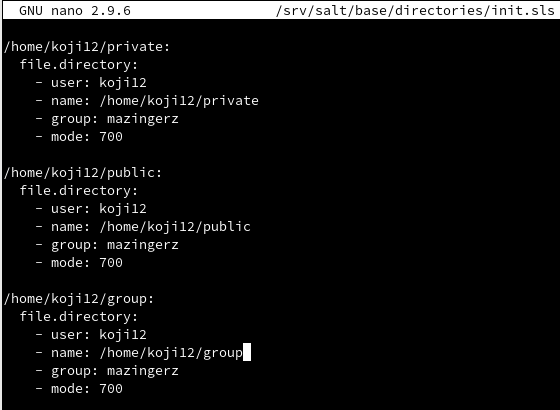 GNU nano 2.9.6 /srv/salt/base/directories/init.sls
/home/koji12/private:
file.directory:
- user: koji12
- name: /home/koji12/private
- group: mazingerz
- mode: 700
/home/koji12/public:
file.directory:
- user: koji12
- name: /home/koji12/public
- group: mazingerz
- mode: 700
/home/koji12/group:
file.directory:
- user: koji12
- name: /home/koji12/group
- group: mazingerz
- mode: 700